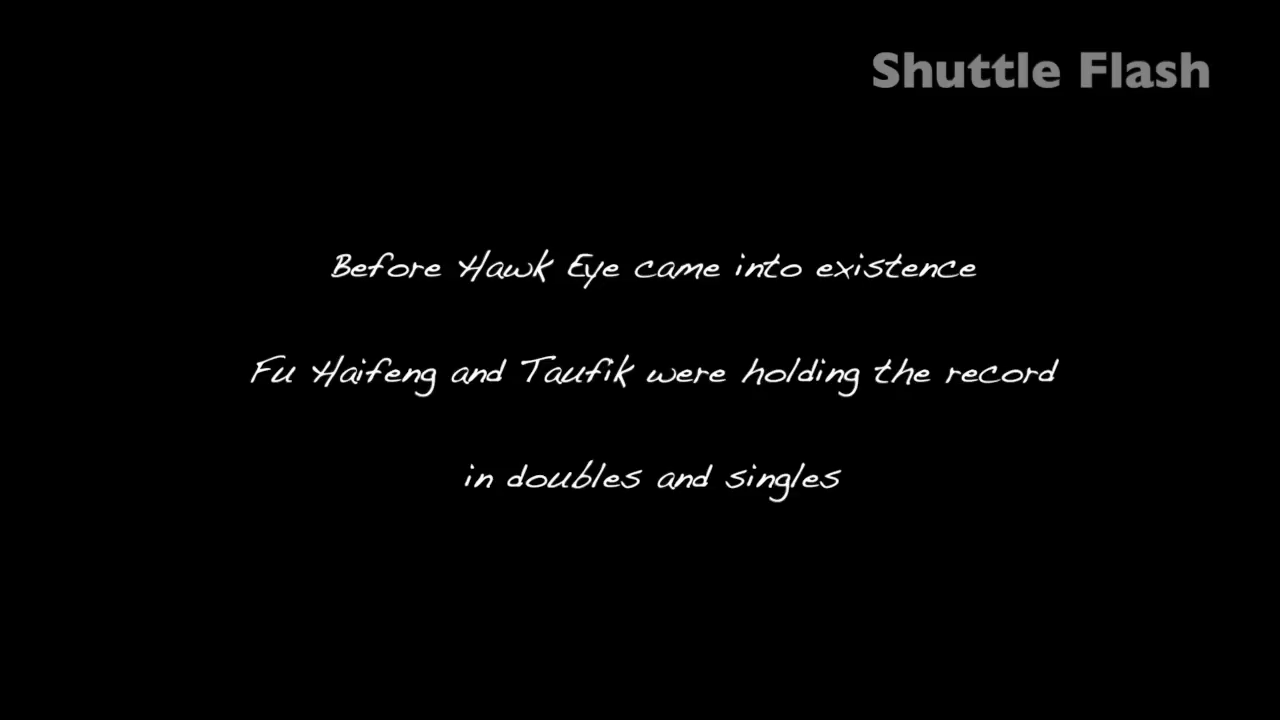 Shuttle Flash
Before Hawk Eye came into existence
Fu Haifeng and Taufik were holding the record
in doubles and singles